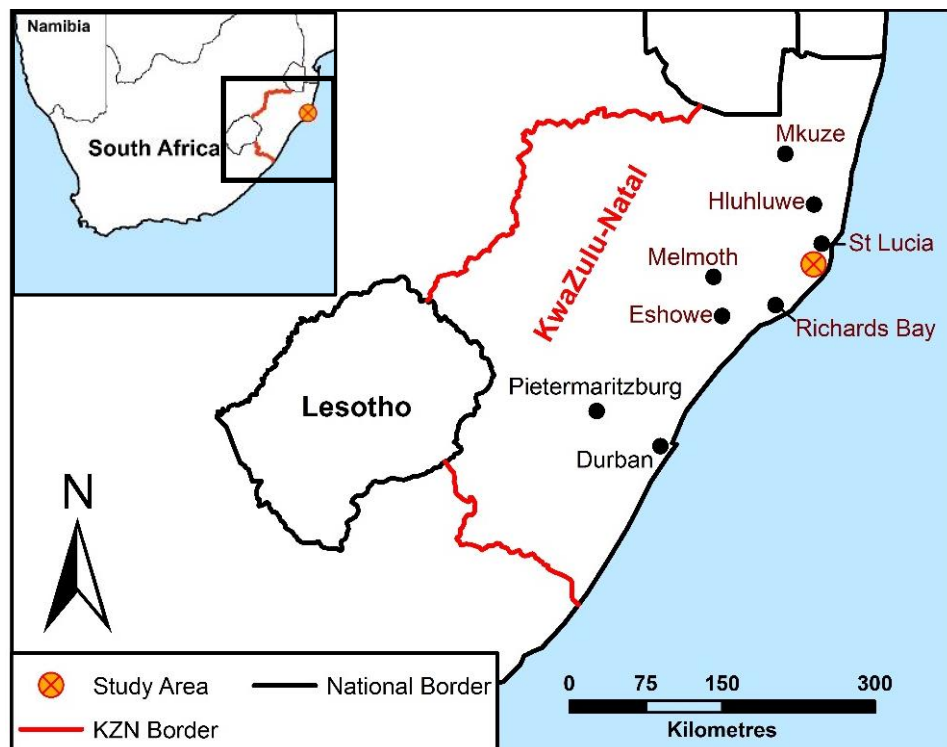 Namibia
South Africa
Mkuze
Hluhluwe
St Lucia
KwaZulu-Natal
Melmoth
Eshowe
Richards Bay
Pietermaritzburg
Lesotho
Durban
N
Study Area
National Border
KZN Border
0 75 150 300
Kilometres